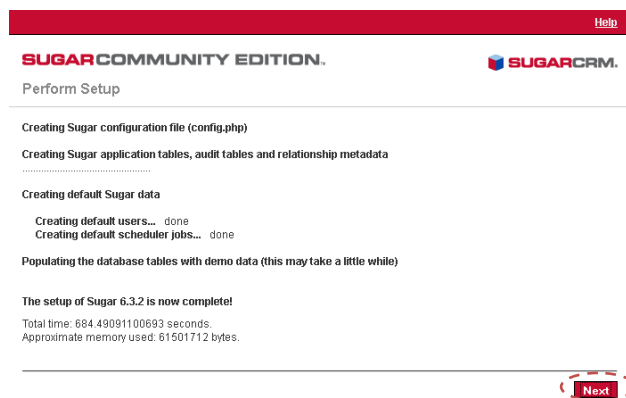 Help
SUGARCOMMUNITY EDITION.
SUGARCRM.
Perform Setup
Creating Sugar configuration file (config.php)
Creating Sugar application tables, audit tables and relationship metadata
................................................
Creating default Sugar data
Creating default users... done
Creating default scheduler jobs... done
Populating the database tables with demo data (this may take a little while)
The setup of Sugar 6.3.2 is now complete!
Total time: 684.49091100693 seconds.
Approximate memory used: 61501712 bytes.
Next